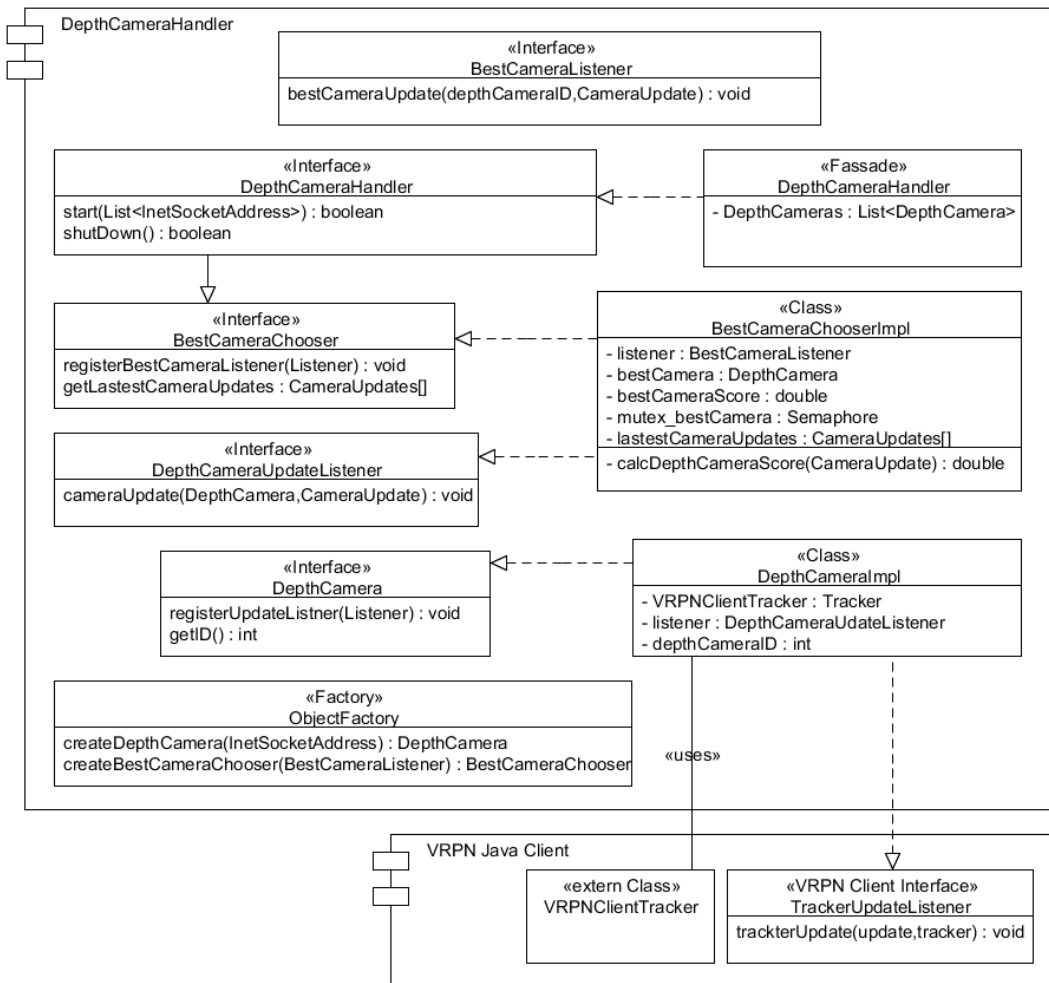 DepthCameraHandler
«Interface»
BestCameraListener
bestCameraUpdate(depthCameraID,CameraUpdate) : void
«Interface»
DepthCameraHandler
start(List<InetSocketAddress>) : boolean
shutDown() : boolean
«Fassade»
DepthCameraHandler
- DepthCameras : List<DepthCamera>
«Interface»
BestCameraChooser
registerBestCameraListener(Listener) : void
getLastestCameraUpdates : CameraUpdates[]
«Class»
BestCameraChooserImpl
- listener : BestCameraListener
- bestCamera : DepthCamera
- bestCameraScore : double
- mutex_bestCamera : Semaphore
- lastestCameraUpdates : CameraUpdates[]
- calcDepthCameraScore(CameraUpdate) : double
«Interface»
DepthCameraUpdateListener
cameraUpdate(DepthCamera,CameraUpdate) : void
«Interface»
DepthCamera
registerUpdateListner(Listener) : void
getID() : int
«Class»
DepthCameraImpl
- VRPNClientTracker : Tracker
- listener : DepthCameraUdateListener
- depthCameraID : int
«Factory»
ObjectFactory
createDepthCamera(InetSocketAddress) : DepthCamera
createBestCameraChooser(BestCameraListener) : BestCameraChooser
«uses»
VRPN Java Client
«extern Class»
VRPNClientTracker
«VRPN Client Interface»
TrackerUpdateListener
trackterUpdate(update,tracker) : void